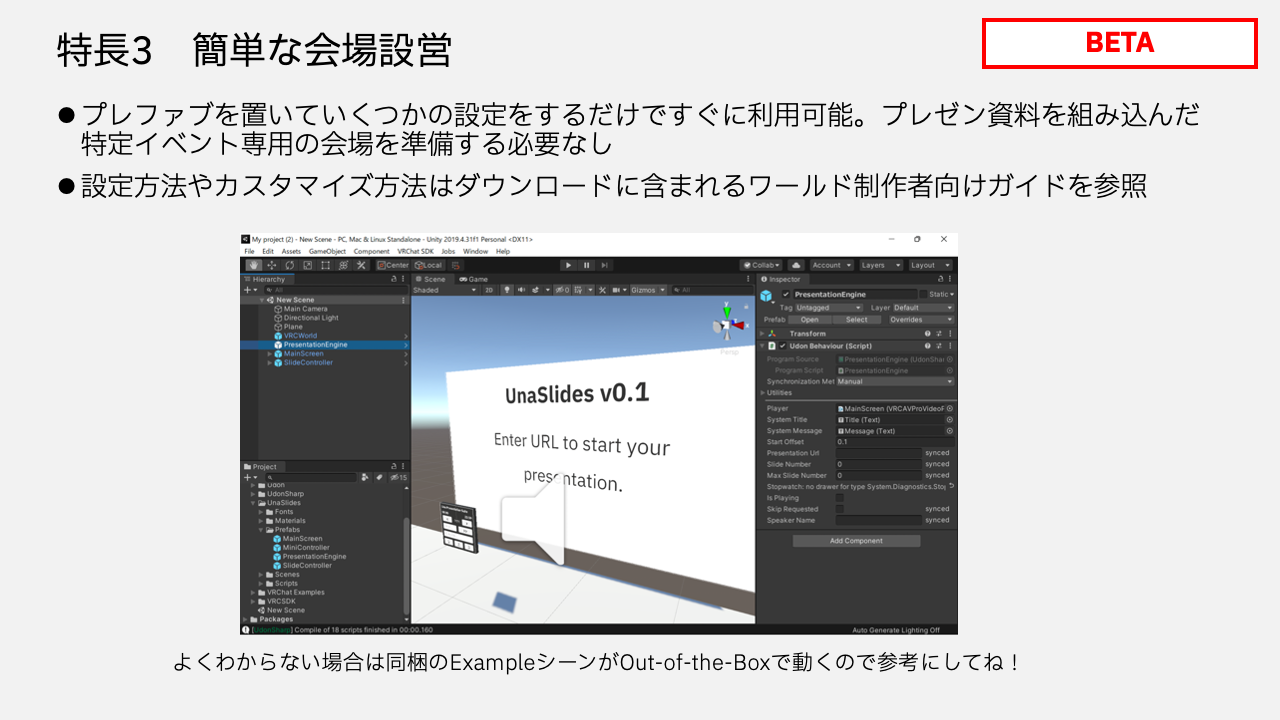 特長3　簡単な会場設営
BETA
● プレファブを置いていくつかの設定をするだけですぐに利用可能。プレゼン資料を組み込んだ
特定イベント専用の会場を準備する必要なし
● 設定方法やカスタマイズ方法はダウンロードに含まれるワールド制作者向けガイドを参照
My project (2) - New Scene - PC, Mac & Linux Standalone - Unity 2019.4.31f1 Personal <DX11>
File Edit Assets GameObject Component VRChat SDK Jobs Window Help
Center Local
Collab Account Layers Layout
Hierarchy
All
New Scene
Main Camera
Directional Light
Plane
VRCWorld
PresentationEngine
MainScreen
SlideController
Project
15
Udon
UdonSharp
UnaSlides
Fonts
Materials
Prefabs
MainScreen
MiniController
PresentationEngine
SlideController
Scenes
Scripts
VRChat Examples
VRCSDK
New Scene
Packages
Scene Game
Shaded 2D 0 Gizmos All
Persp
UnaSlides v0.1
Enter URL to start your
presentation.
Inspector
PresentationEngine Static
Tag Untagged Layer Default
Prefab Open Select Overrides
Transform
Udon Behaviour (Script)
Program Source PresentationEngine (UdonShar
Program Script PresentationEngine
Synchronization Met Manual
Utilities
Player MainScreen (VRCAVProVideoF
System Title Title (Text)
System Message Message (Text)
Start Offset 0.1
Presentation Url synced
Slide Number 0 synced
Max Slide Number 0 synced
Stopwatch: no drawer for type System.Diagnostics.Stop
Is Playing
Skip Requested synced
Speaker Name synced
Add Component
[UdonSharp] Compile of 18 scripts finished in 00:00.160
Auto Generate Lighting Off
よくわからない場合は同梱のExampleシーンがOut-of-the-Boxで動くので参考にしてね！